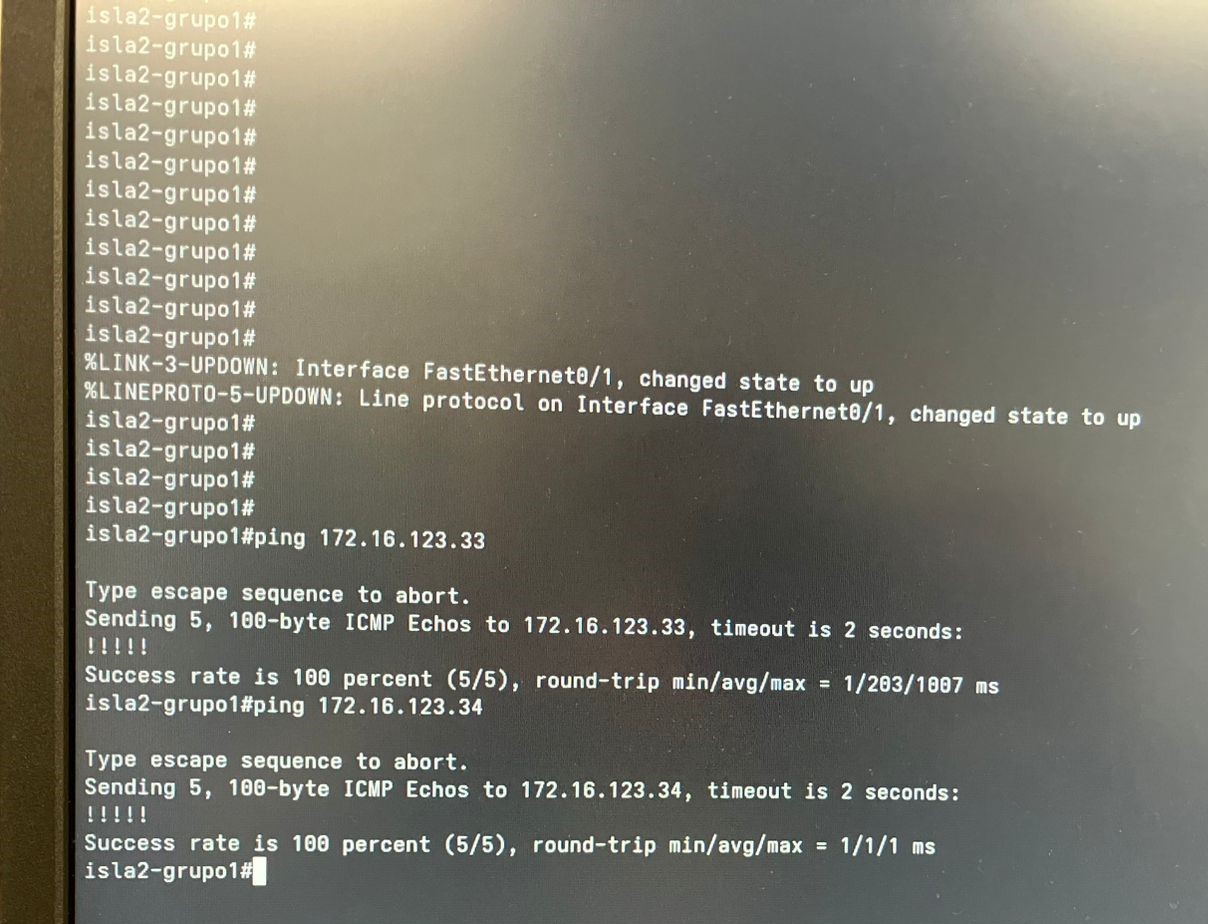 isla2-grupo1#
isla2-grupo1#
isla2-grupo1#
isla2-grupo1#
isla2-grupo1#
isla2-grupo1#
isla2-grupo1#
isla2-grupo1#
isla2-grupo1#
isla2-grupo1#
isla2-grupo1#
isla2-grupo1#
%LINK-3-UPDOWN: Interface FastEthernet0/1, changed state to up
%LINEPROTO-5-UPDOWN: Line protocol on Interface FastEthernet0/1, changed state to up
isla2-grupo1#
isla2-grupo1#
isla2-grupo1#
isla2-grupo1#
isla2-grupo1#ping 172.16.123.33
Type escape sequence to abort.
Sending 5, 100-byte ICMP Echos to 172.16.123.33, timeout is 2 seconds:
!!!!!
Success rate is 100 percent (5/5), round-trip min/avg/max = 1/203/1007 ms
isla2-grupo1#ping 172.16.123.34
Type escape sequence to abort.
Sending 5, 100-byte ICMP Echos to 172.16.123.34, timeout is 2 seconds:
!!!!!
Success rate is 100 percent (5/5), round-trip min/avg/max = 1/1/1 ms
isla2-grupo1#